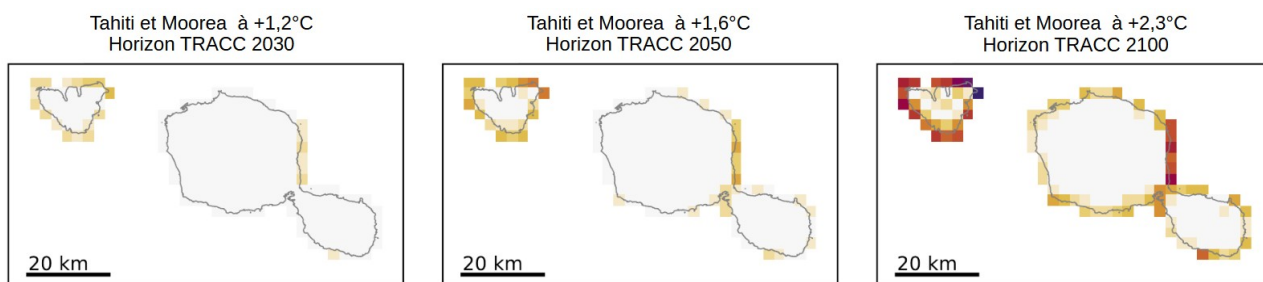 Tahiti et Moorea à +1,2°C
Horizon TRACC 2030
Tahiti et Moorea à +1,6°C
Horizon TRACC 2050
Tahiti et Moorea à +2,3°C
Horizon TRACC 2100
20 km
20 km
20 km